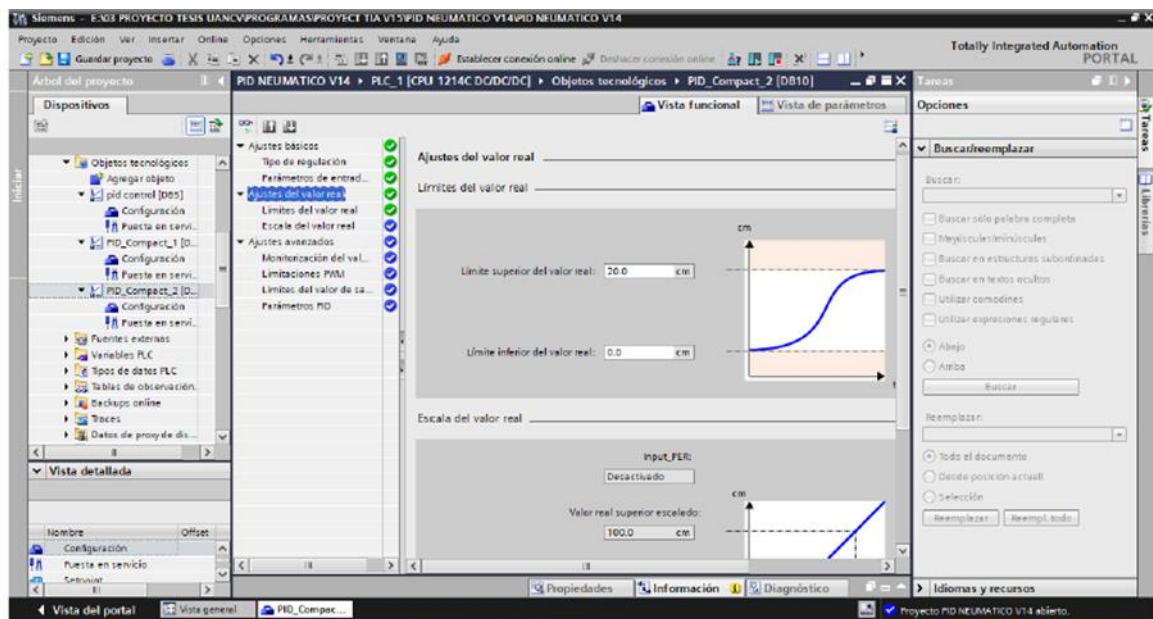 Siemens - E:\03 PROYECTO TESIS UANCV\PROGRAMAS\PROYECT TIA V15\PID NEUMATICO V14\PID NEUMATICO V14
Proyecto Edición Ver Insertar Online Opciones Herramientas Ventana Ayuda
Totally Integrated Automation
PORTAL
Guardar proyecto Establecer conexión online Deshacer conexión online
Árbol del proyecto
PID NEUMATICO V14 PLC_1 [CPU 1214C DC/DC/DC] Objetos tecnológicos PID_Compact_2 [DB10]
Tareas
Dispositivos
Vista funcional Vista de parámetros
Opciones
Iniciar
Objetos tecnológicos
Agregar objeto
pid control [DB5]
Configuración
Puesta en servi..
PID_Compact_1 [D...
Configuración
Puesta en servi..
PID_Compact_2 [D...
Configuración
Puesta en servi..
Fuentes externas
Variables PLC
Tipos de datos PLC
Tablas de observación..
Backups online
Traces
Datos de proxy de dis...
Vista detallada
Nombre Offset
Configuración
Puesta en servicio
Setpoint
Ajustes básicos
Tipo de regulación
Parámetros de entrad...
Ajustes del valor real
Límites del valor real
Escala del valor real
Ajustes avanzados
Monitorización del val...
Limitaciones PWM
Límites del valor de sa...
Parámetros PID
Ajustes del valor real
Límites del valor real
cm
Límite superior del valor real: 20.0 cm
Límite inferior del valor real: 0.0 cm
t
Escala del valor real
Input_PER:
Desactivado
cm
Valor real superior escalado:
100.0 cm
Buscar/reemplazar
Buscar:
Buscar sólo palabra completa
Mayúsculas/minúsculas
Buscar en estructuras subordinadas
Buscar en textos ocultos
Utilizar comodines
Utilizar expresiones regulares
Abajo
Arriba
Buscar
Reemplazar:
Todo el documento
Desde posición actuall
Selección
Reemplazar Reempl. todo
Idiomas y recursos
Tareas
Librerías
Propiedades Información Diagnóstico
Vista del portal Vista general PID_Compac...
Proyecto PID NEUMATICO V14 abierto.